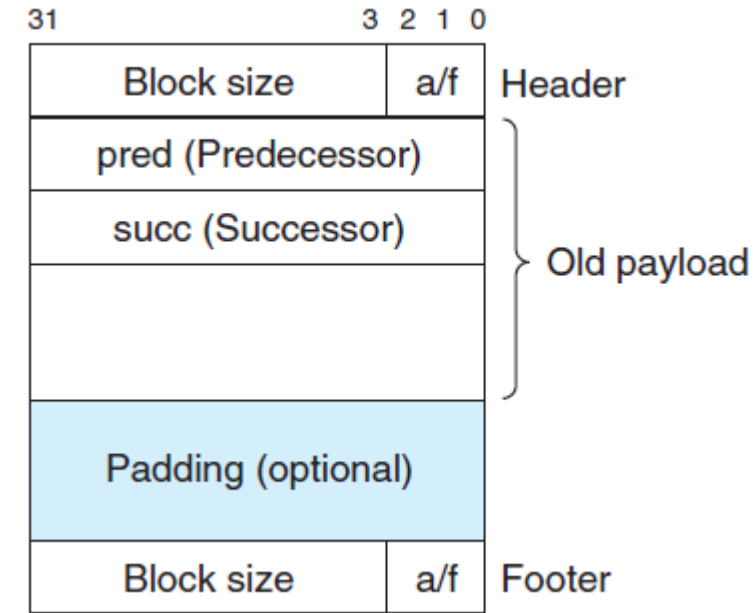 31 3 2 1 0
Block size a/f Header
pred (Predecessor)
succ (Successor)
Old payload
Padding (optional)
Block size a/f Footer